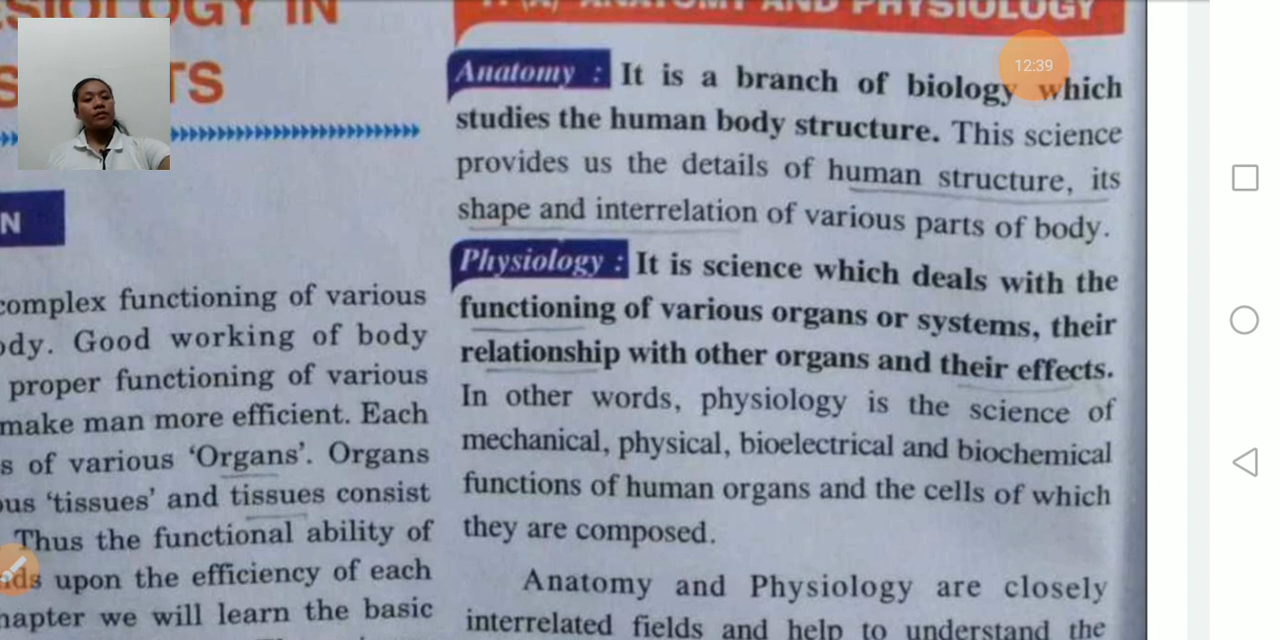 SIOLOGY IN
TS
N
complex functioning of various
ody. Good working of body
proper functioning of various
make man more efficient. Each
s of various ‘Organs’. Organs
ous ‘tissues’ and tissues consist
Thus the functional ability of
nds upon the efficiency of each
hapter we will learn the basic
ANATOMY AND PHYSIOLOGY
Anatomy : It is a branch of biology which
studies the human body structure. This science
provides us the details of human structure, its
shape and interrelation of various parts of body.
Physiology : It is science which deals with the
functioning of various organs or systems, their
relationship with other organs and their effects.
In other words, physiology is the science of
mechanical, physical, bioelectrical and biochemical
functions of human organs and the cells of which
they are composed.
Anatomy and Physiology are closely
interrelated fields and help to understand the
12:39